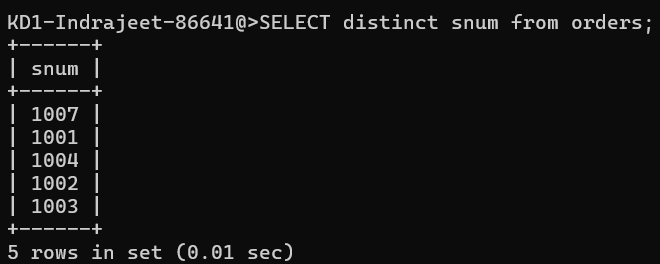 KD1-Indrajeet-86641@>SELECT distinct snum from orders;
+------+
| snum |
+------+
| 1007 |
| 1001 |
| 1004 |
| 1002 |
| 1003 |
+------+
5 rows in set (0.01 sec)